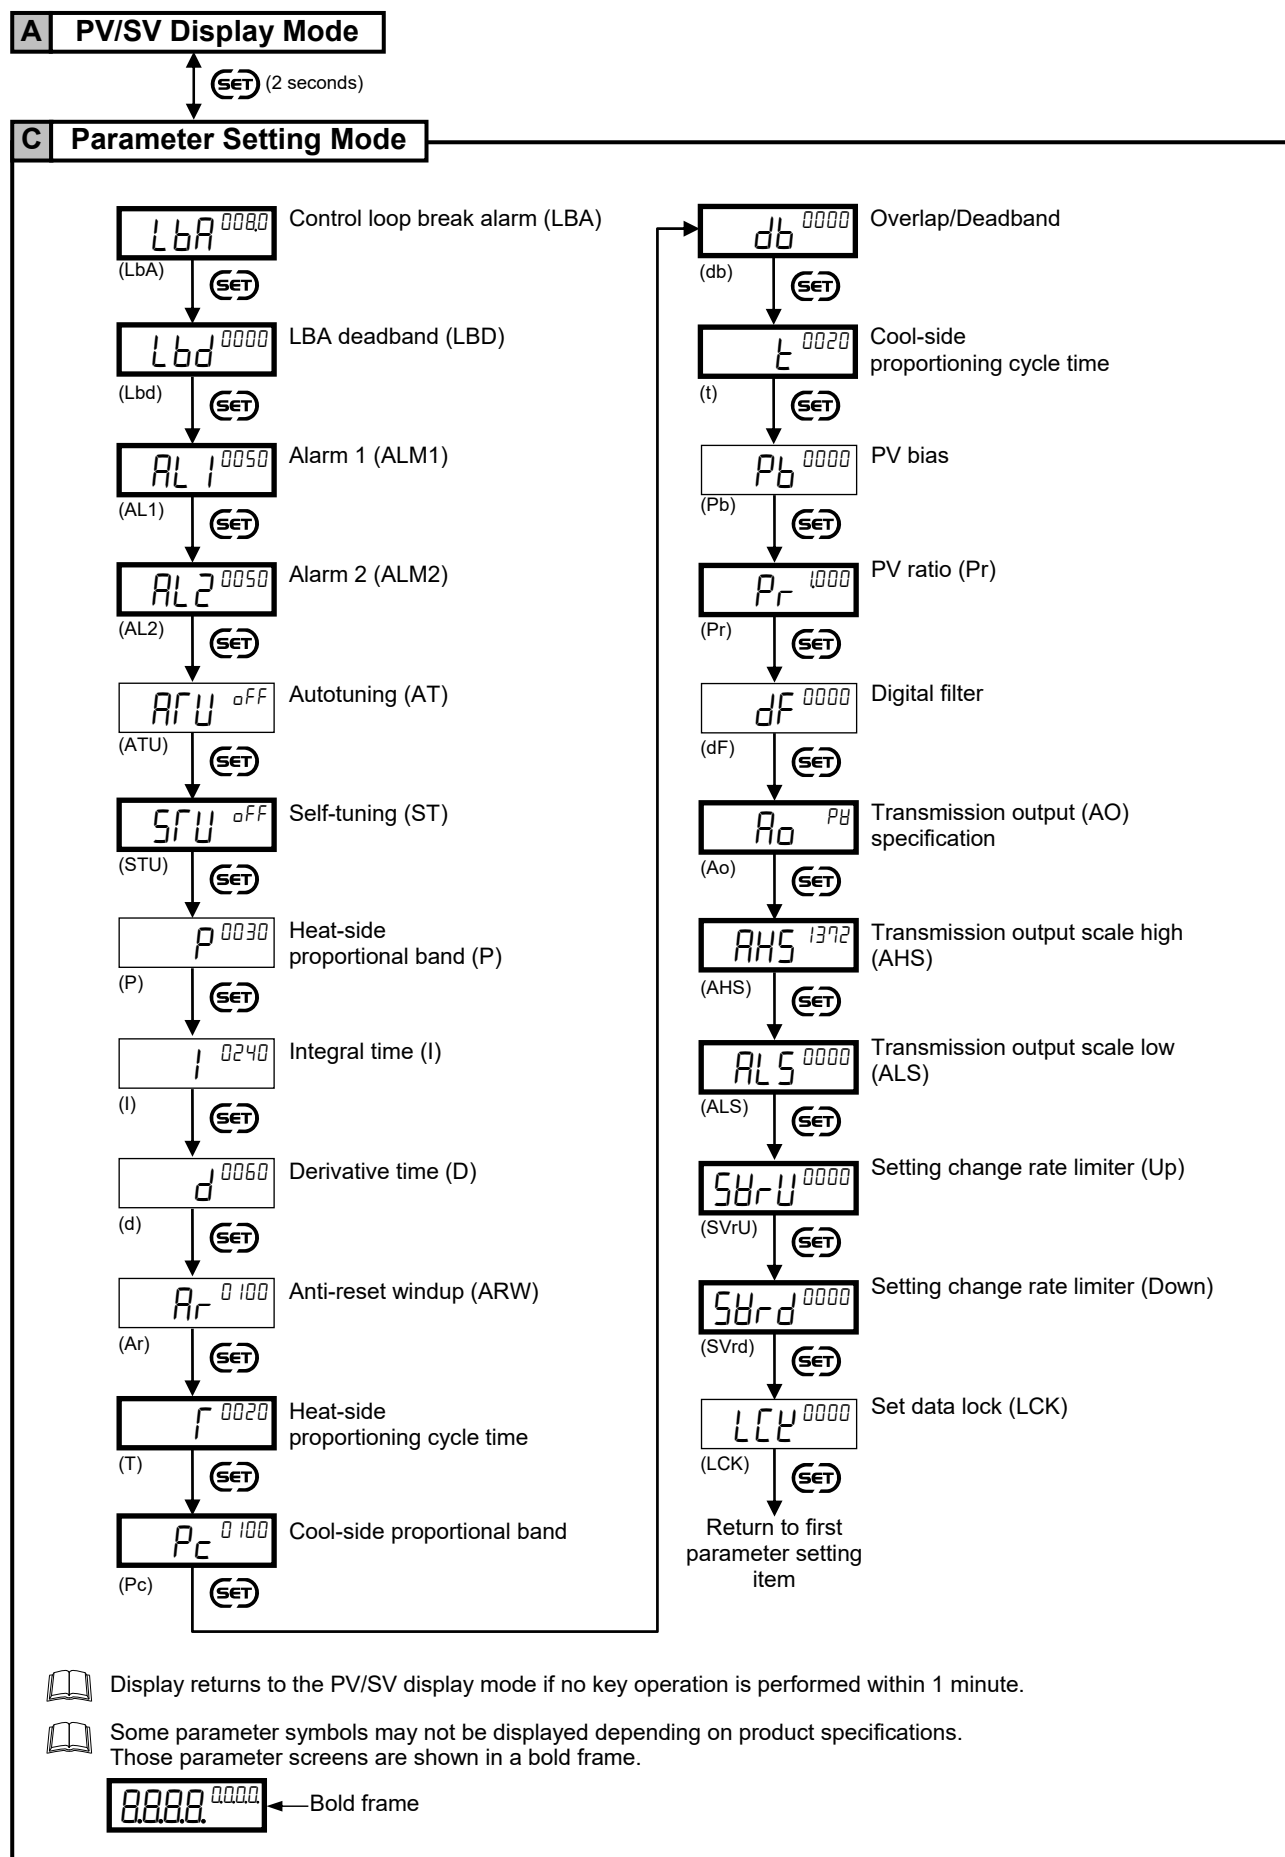 A PV/SV Display Mode
SET (2 seconds)
C Parameter Setting Mode
LbA 008.0 Control loop break alarm (LBA)
(LbA)
SET
Lbd 0000 LBA deadband (LBD)
(Lbd)
SET
AL1 0050 Alarm 1 (ALM1)
(AL1)
SET
AL2 0050 Alarm 2 (ALM2)
(AL2)
SET
ATU oFF Autotuning (AT)
(ATU)
SET
STU oFF Self-tuning (ST)
(STU)
SET
P 0030 Heat-side
proportional band (P)
(P)
SET
I 0240 Integral time (I)
(I)
SET
d 0060 Derivative time (D)
(d)
SET
Ar 0100 Anti-reset windup (ARW)
(Ar)
SET
T 0020 Heat-side
proportioning cycle time
(T)
SET
Pc 0100 Cool-side proportional band
(Pc)
SET
db 0000 Overlap/Deadband
(db)
SET
t 0020 Cool-side
proportioning cycle time
(t)
SET
Pb 0000 PV bias
(Pb)
SET
Pr 1.000 PV ratio (Pr)
(Pr)
SET
dF 0000 Digital filter
(dF)
SET
Ao PV Transmission output (AO)
specification
(Ao)
SET
AHS 1372 Transmission output scale high
(AHS)
(AHS)
SET
ALS 0000 Transmission output scale low
(ALS)
(ALS)
SET
SVrU 0000 Setting change rate limiter (Up)
(SVrU)
SET
SVrd 0000 Setting change rate limiter (Down)
(SVrd)
SET
LCK 0000 Set data lock (LCK)
(LCK)
SET
Return to first
parameter setting
item
Display returns to the PV/SV display mode if no key operation is performed within 1 minute.
Some parameter symbols may not be displayed depending on product specifications.
Those parameter screens are shown in a bold frame.
8.8.8.8. 0.0.0.0. Bold frame